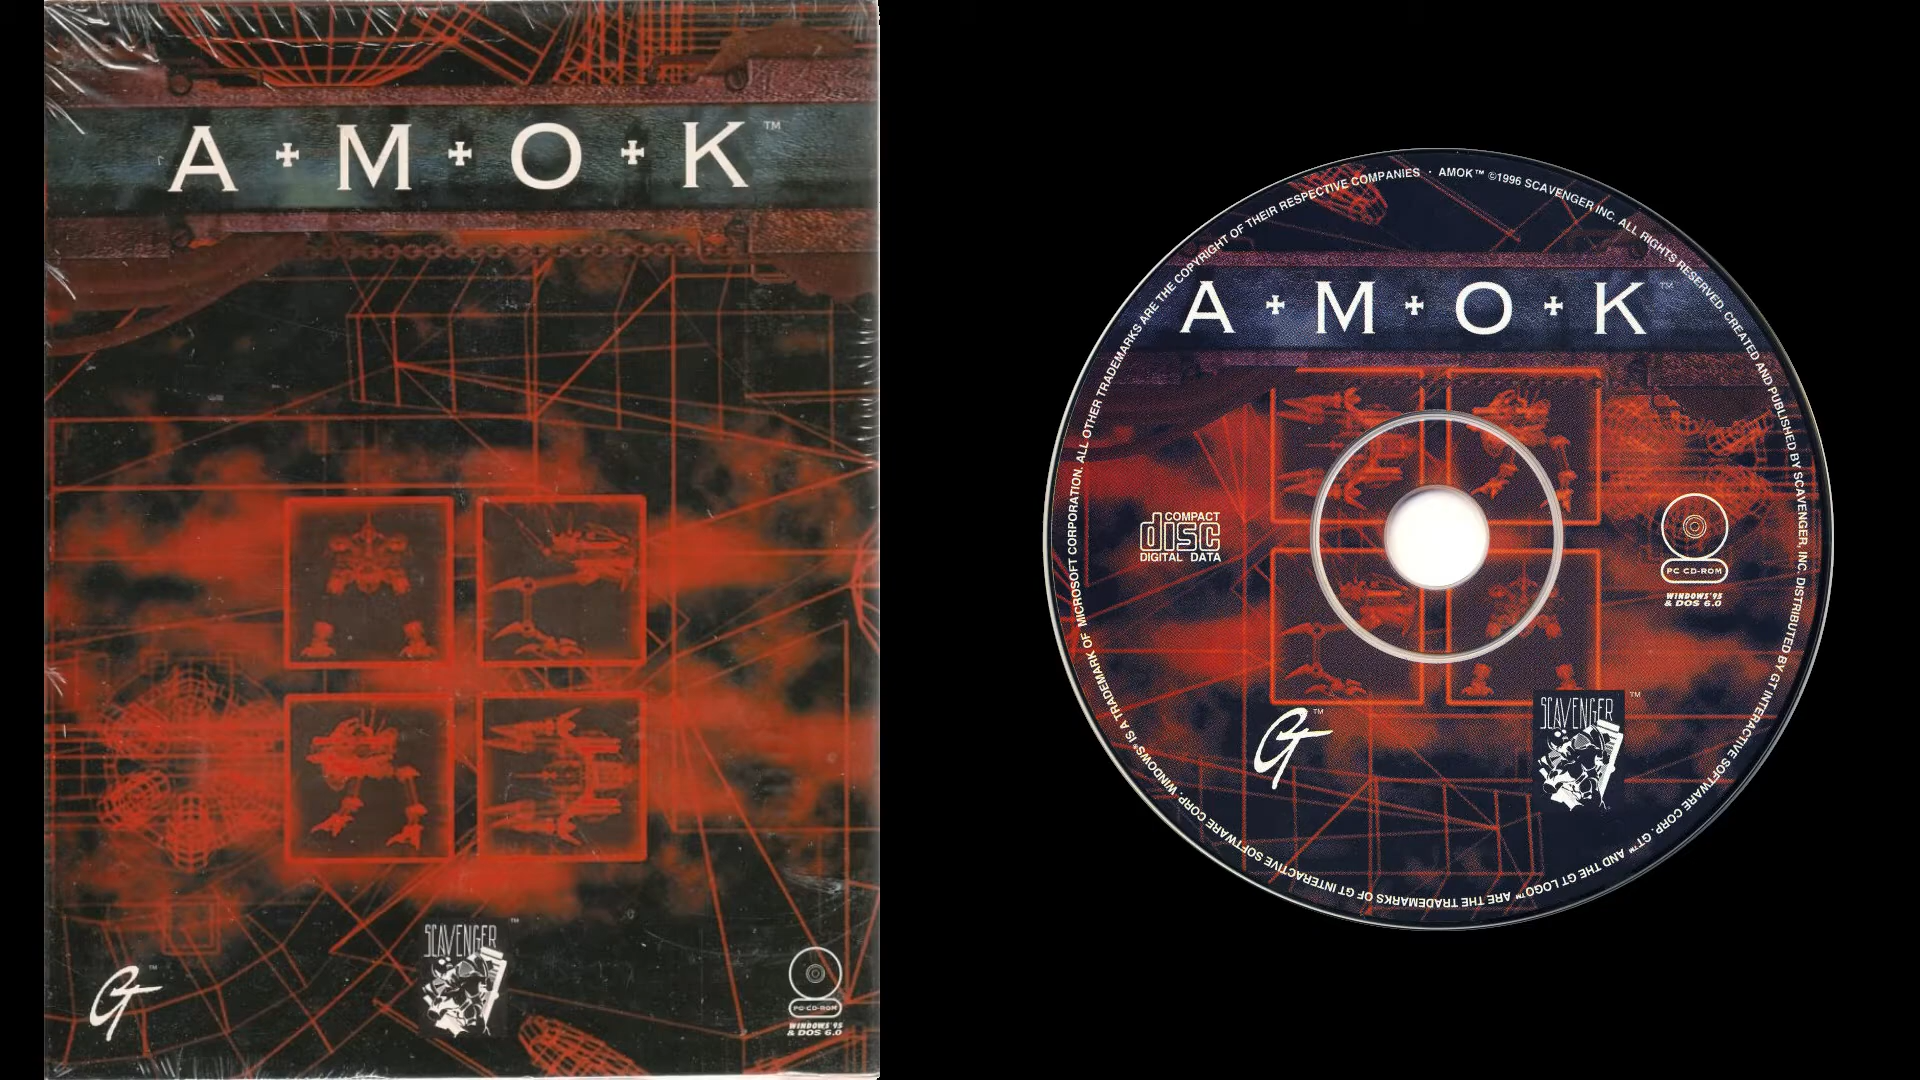 A✚M✚O✚K™
SCAVENGER™
GT™
PC CD-ROM
WINDOWS'95
& DOS 6.0
AMOK™ ©1996 SCAVENGER INC. ALL RIGHTS RESERVED. CREATED AND PUBLISHED BY SCAVENGER, INC. DISTRIBUTED BY GT INTERACTIVE SOFTWARE CORP. GT™ AND THE GT LOGO™ ARE THE TRADEMARKS OF GT INTERACTIVE SOFTWARE CORP. WINDOWS® IS A TRADEMARK OF MICROSOFT CORPORATION. ALL OTHER TRADEMARKS ARE THE COPYRIGHT OF THEIR RESPECTIVE COMPANIES ·
A✚M✚O✚K™
COMPACT
disc
DIGITAL DATA
PC CD-ROM
WINDOWS'95
& DOS 6.0
GT™
SCAVENGER™